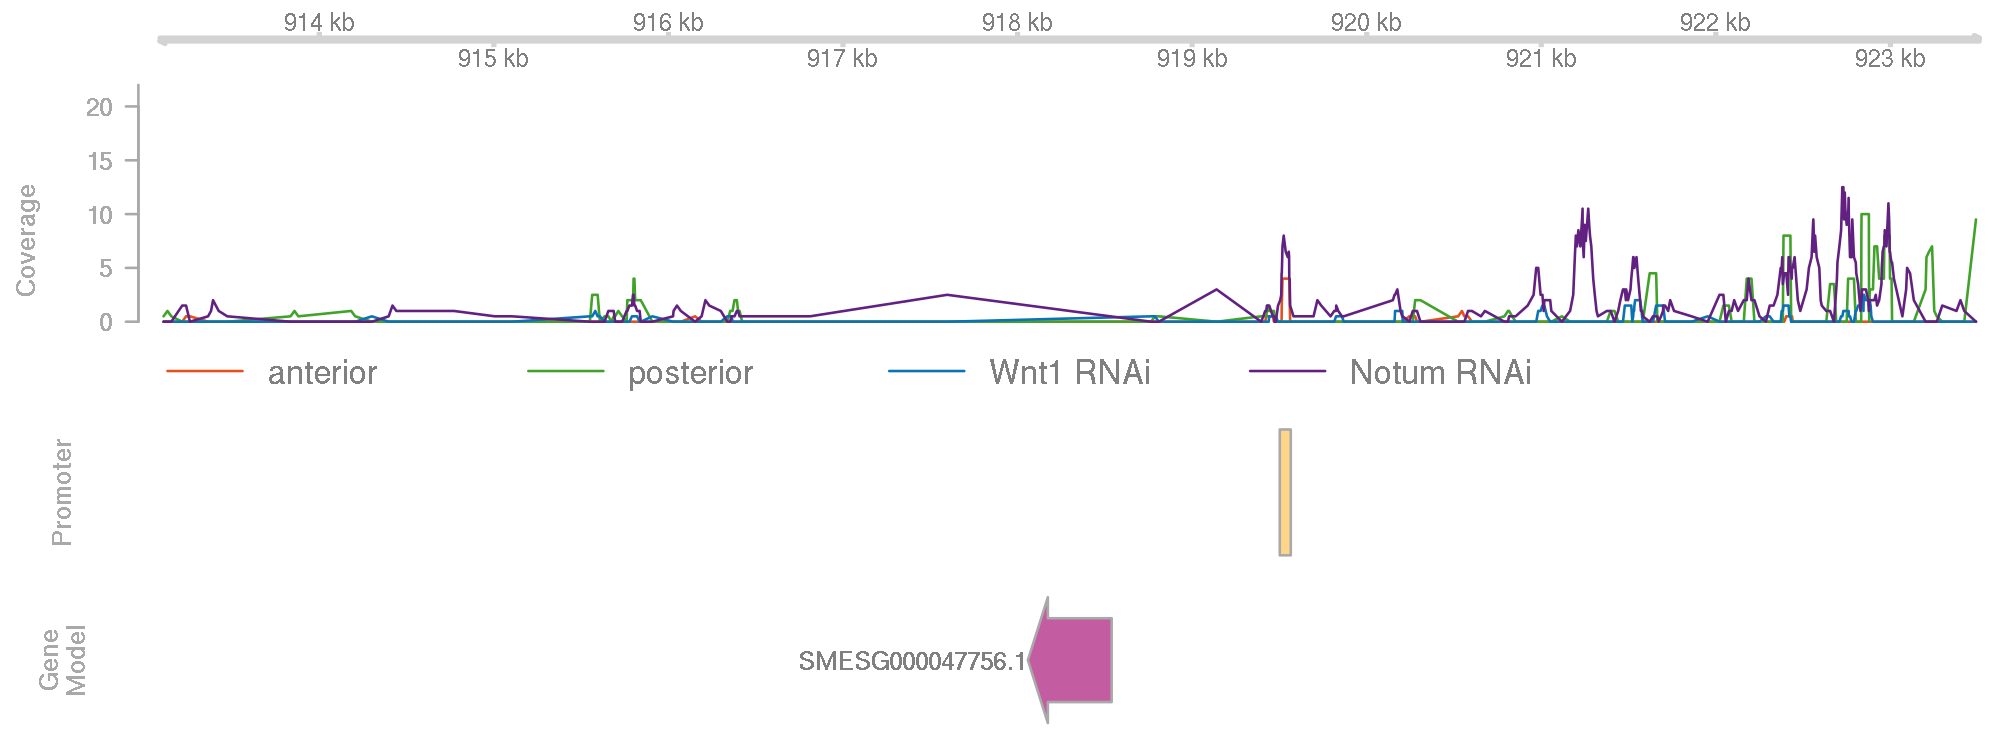 914 kb 916 kb 918 kb 920 kb 922 kb
915 kb 917 kb 919 kb 921 kb 923 kb
Coverage
20
15
10
5
0
anterior posterior Wnt1 RNAi Notum RNAi
Promoter
Gene
Model
SMESG000047756.1